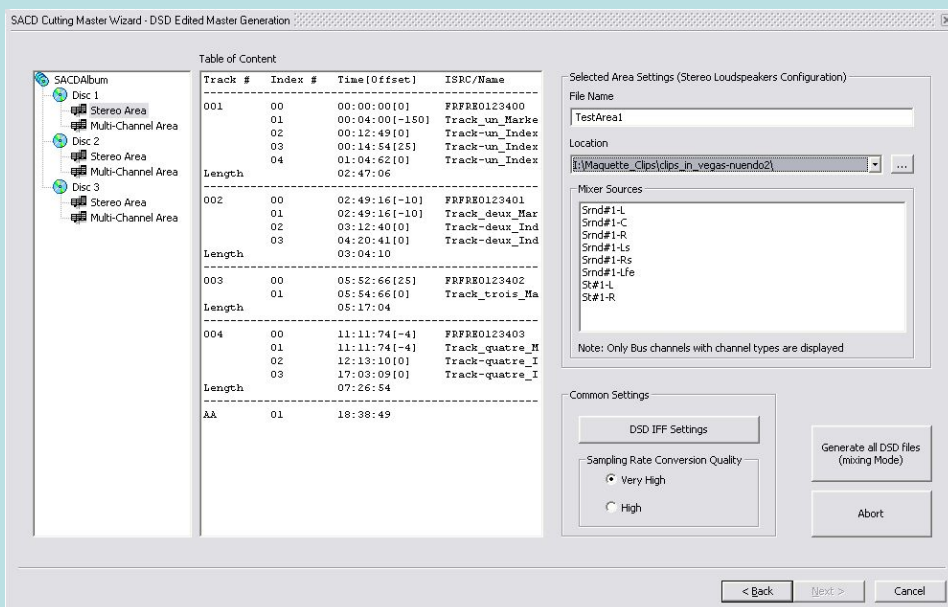 SACD Cutting Master Wizard - DSD Edited Master Generation
SACDAlbum
Disc 1
Stereo Area
Multi-Channel Area
Disc 2
Stereo Area
Multi-Channel Area
Disc 3
Stereo Area
Multi-Channel Area
Table of Content
Track # Index # Time[Offset] ISRC/Name
001 00 00:00:00[0] FRFRE0123400
01 00:04:00[-150] Track_un_Marke
02 00:12:49[0] Track-un_Index
03 00:14:54[25] Track-un_Index
04 01:04:62[0] Track-un_Index
Length 02:47:06
002 00 02:49:16[-10] FRFRE0123401
01 02:49:16[-10] Track_deux_Mar
02 03:12:40[0] Track-deux_Ind
03 04:20:41[0] Track-deux_Ind
Length 03:04:10
003 00 05:52:66[25] FRFRE0123402
01 05:54:66[0] Track_trois_Ma
Length 05:17:04
004 00 11:11:74[-4] FRFRE0123403
01 11:11:74[-4] Track_quatre_M
02 12:13:10[0] Track-quatre_I
03 17:03:09[0] Track-quatre_I
Length 07:26:54
AA 01 18:38:49
Selected Area Settings (Stereo Loudspeakers Configuration)
File Name
TestArea1
Location
I:\Maquette_Clips\clips_in_vegas-nuendo2\
...
Mixer Sources
Srnd#1-L
Srnd#1-C
Srnd#1-R
Srnd#1-Ls
Srnd#1-Rs
Srnd#1-Lfe
St#1-L
St#1-R
Note: Only Bus channels with channel types are displayed
Common Settings
DSD IFF Settings
Sampling Rate Conversion Quality
Very High
High
Generate all DSD files
(mixing Mode)
Abort
< Back
Next >
Cancel